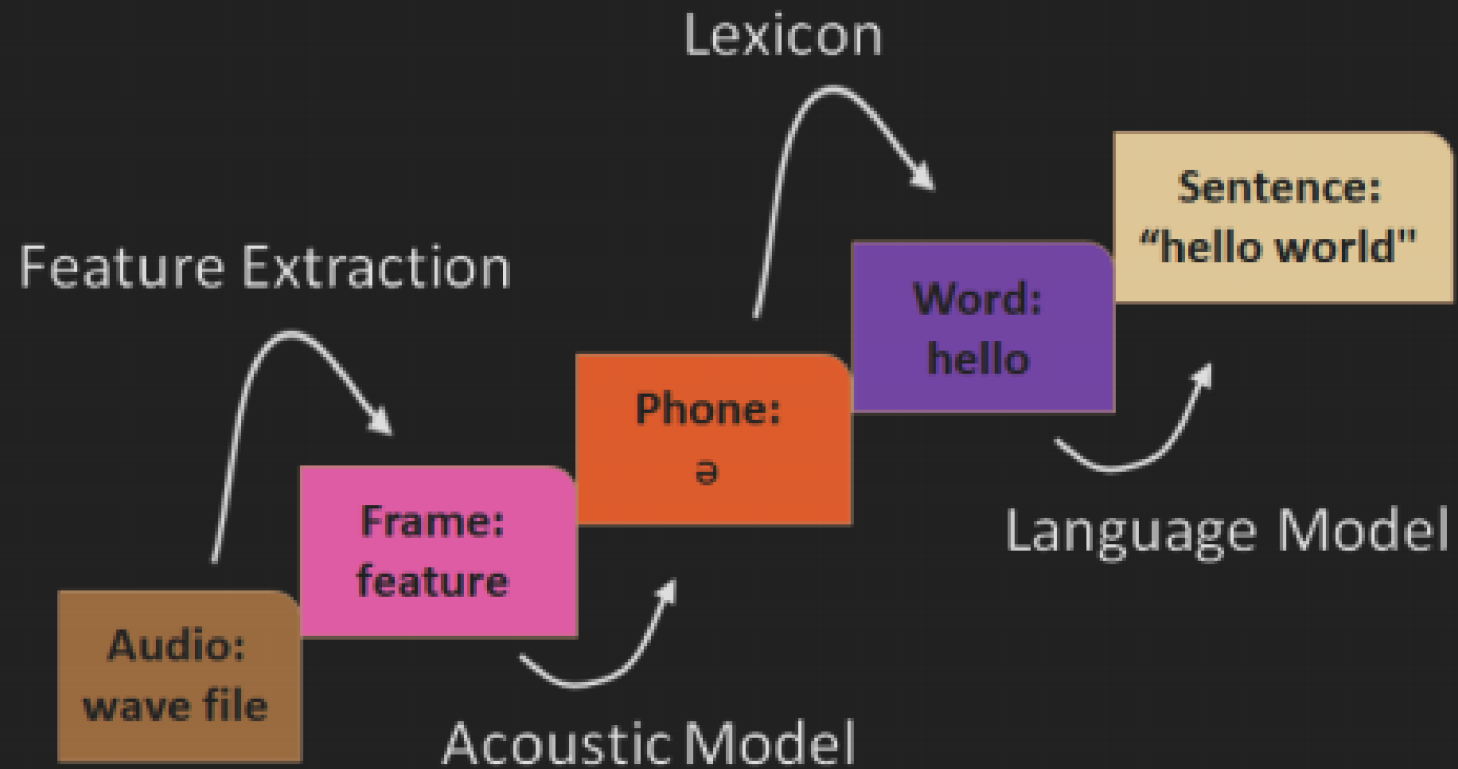 Lexicon
Sentence:
“hello world"
Feature Extraction
Word:
hello
Phone:
ə
Frame:
feature
Language Model
Audio:
wave file
Acoustic Model